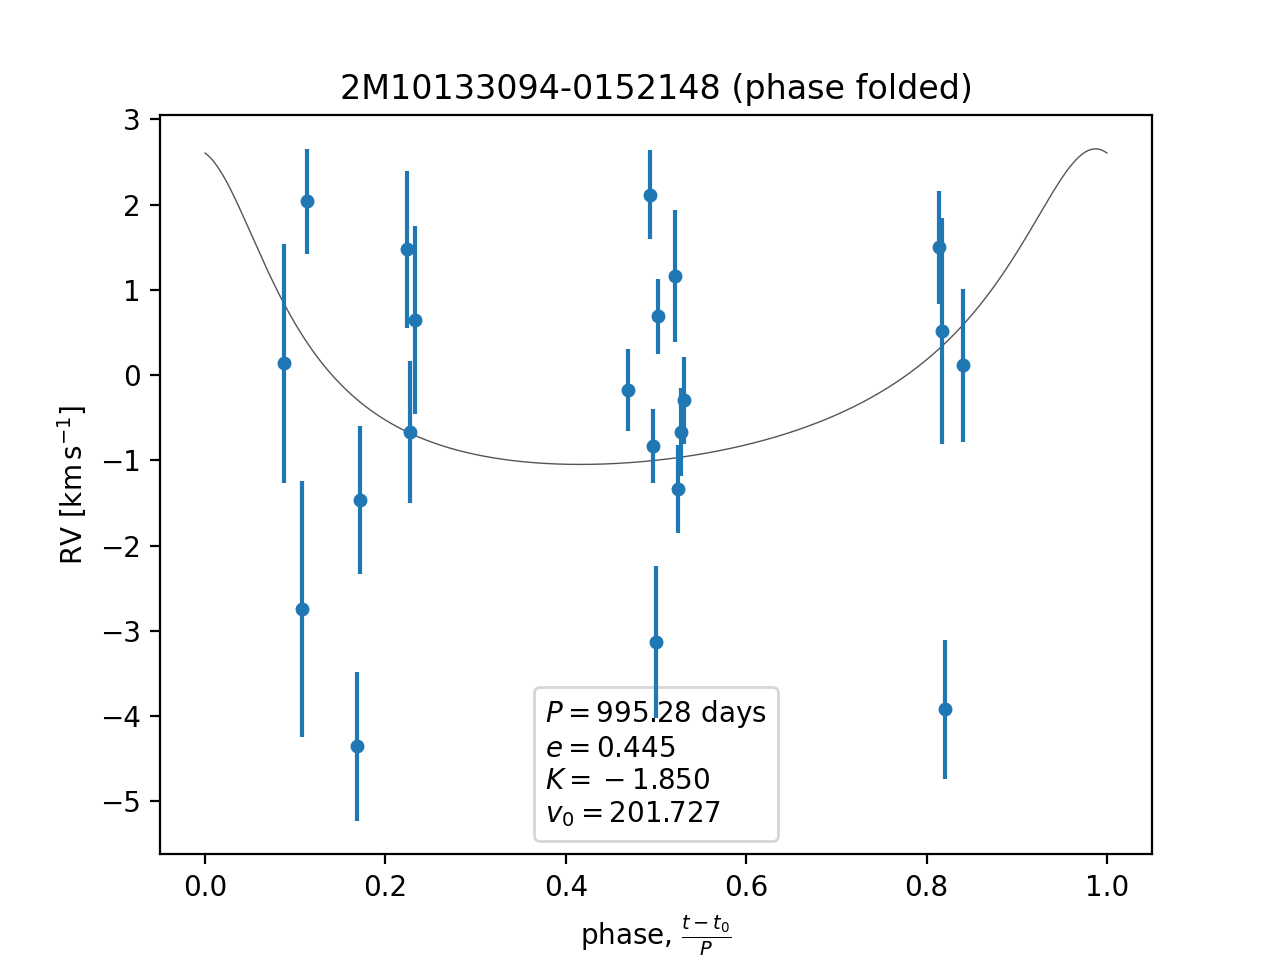 2M10133094-0152148 (phase folded)
3
2
1
0
−1
−2
−3
−4
−5
RV [km s⁻¹]
P = 995.28 days
e = 0.445
K = −1.850
v₀ = 201.727
0.0 0.2 0.4 0.6 0.8 1.0
phase, (t − t₀)/P